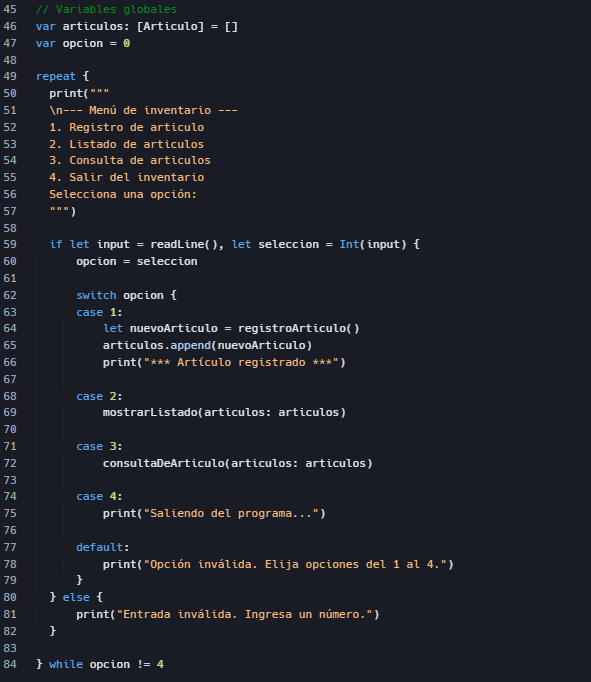 45 // Variables globales
46 var articulos: [Articulo] = []
47 var opcion = 0
48
49 repeat {
50 print("""
51 \n--- Menú de inventario ---
52 1. Registro de articulo
53 2. Listado de articulos
54 3. Consulta de articulos
55 4. Salir del inventario
56 Selecciona una opción:
57 """)
58
59 if let input = readLine(), let seleccion = Int(input) {
60 opcion = seleccion
61
62 switch opcion {
63 case 1:
64 let nuevoArticulo = registroArticulo()
65 articulos.append(nuevoArticulo)
66 print("*** Artículo registrado ***")
67
68 case 2:
69 mostrarListado(articulos: articulos)
70
71 case 3:
72 consultaDeArticulo(articulos: articulos)
73
74 case 4:
75 print("Saliendo del programa...")
76
77 default:
78 print("Opción inválida. Elija opciones del 1 al 4.")
79 }
80 } else {
81 print("Entrada inválida. Ingresa un número.")
82 }
83
84 } while opcion != 4